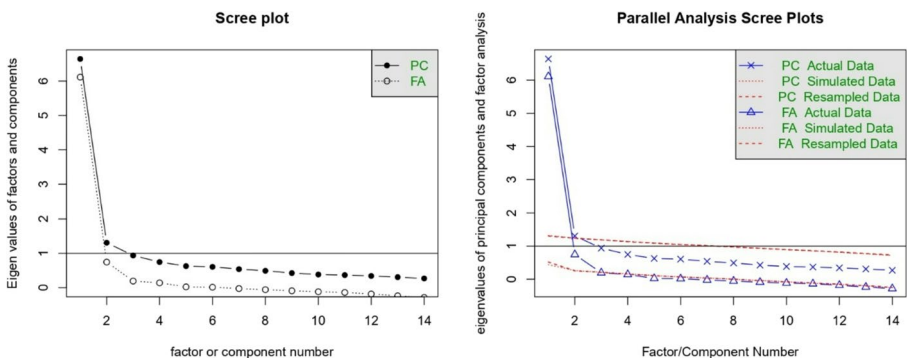 Scree plot
Eigen values of factors and components
6
5
4
3
2
1
0
PC
FA
2 4 6 8 10 12 14
factor or component number
Parallel Analysis Scree Plots
eigenvalues of principal components and factor analysis
6
5
4
3
2
1
0
PC Actual Data
PC Simulated Data
PC Resampled Data
FA Actual Data
FA Simulated Data
FA Resampled Data
2 4 6 8 10 12 14
Factor/Component Number